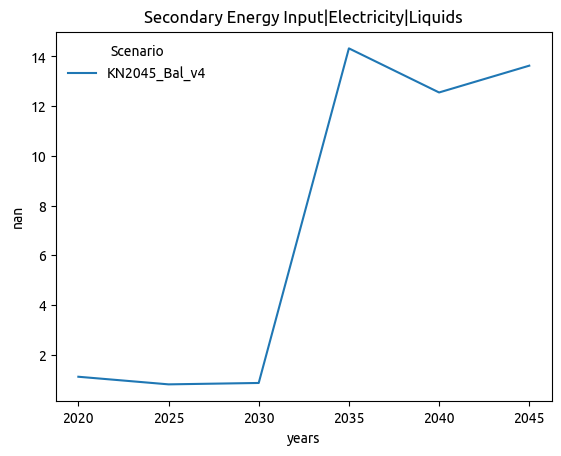 Secondary Energy Input|Electricity|Liquids
Scenario
KN2045_Bal_v4
14
12
10
8
6
4
2
nan
2020 2025 2030 2035 2040 2045
years